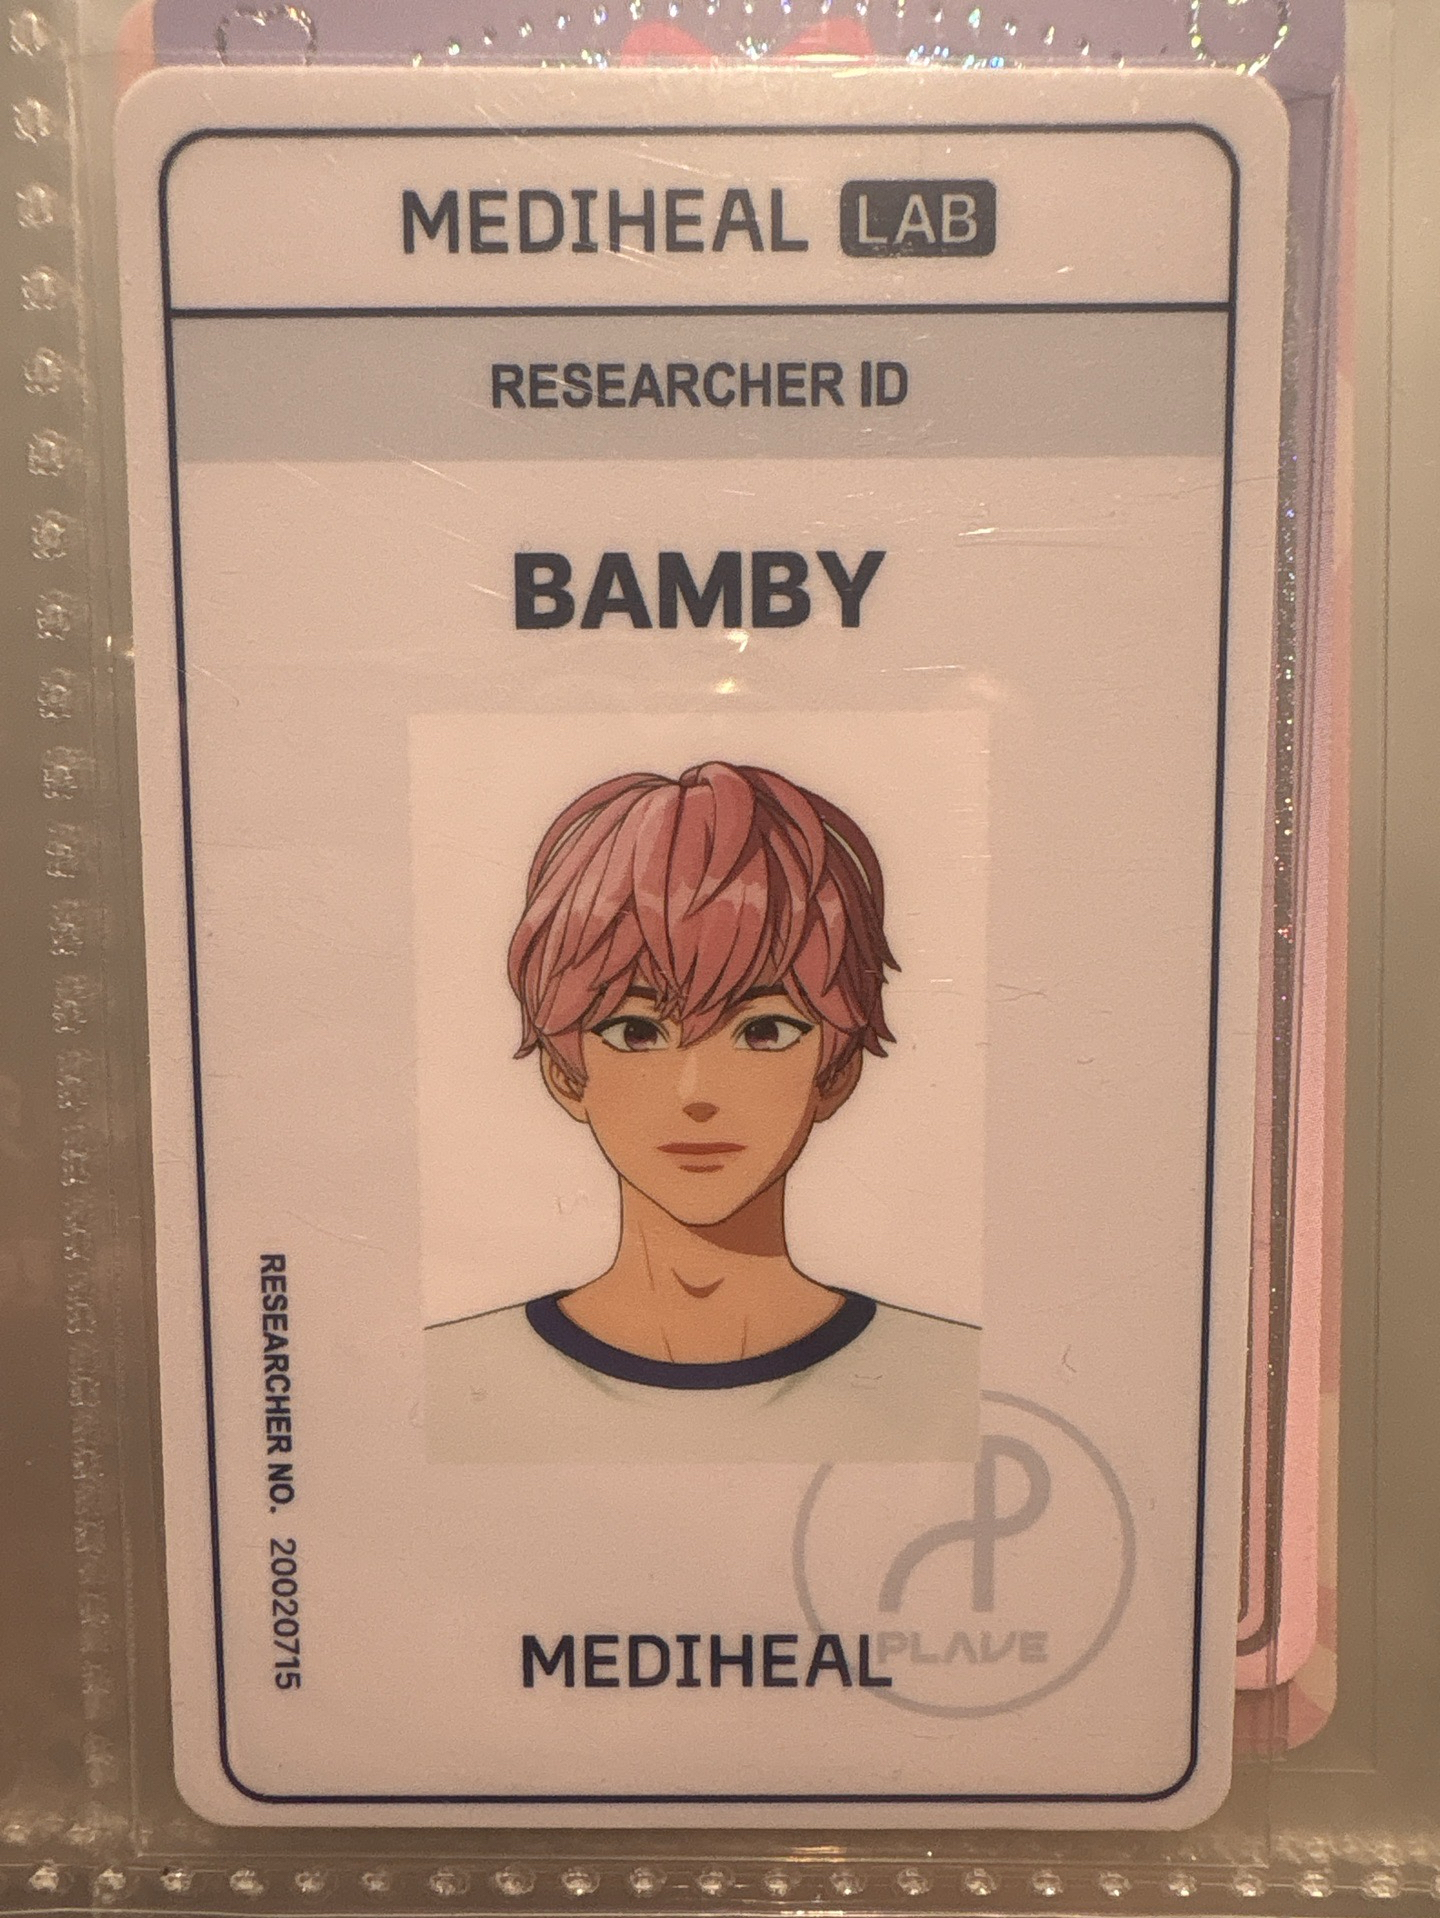 MEDIHEAL LAB
RESEARCHER ID
BAMBY
RESEARCHER NO. 20020715
PLAVE
MEDIHEAL